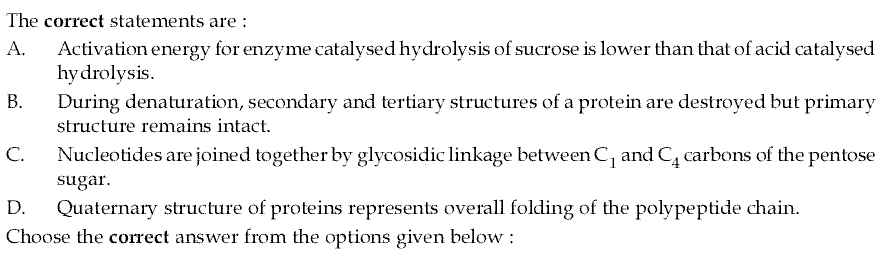 The correct statements are :
A. Activation energy for enzyme catalysed hydrolysis of sucrose is lower than that of acid catalysed
hydrolysis.
B. During denaturation, secondary and tertiary structures of a protein are destroyed but primary
structure remains intact.
C. Nucleotides are joined together by glycosidic linkage between C₁ and C₄ carbons of the pentose
sugar.
D. Quaternary structure of proteins represents overall folding of the polypeptide chain.
Choose the correct answer from the options given below :